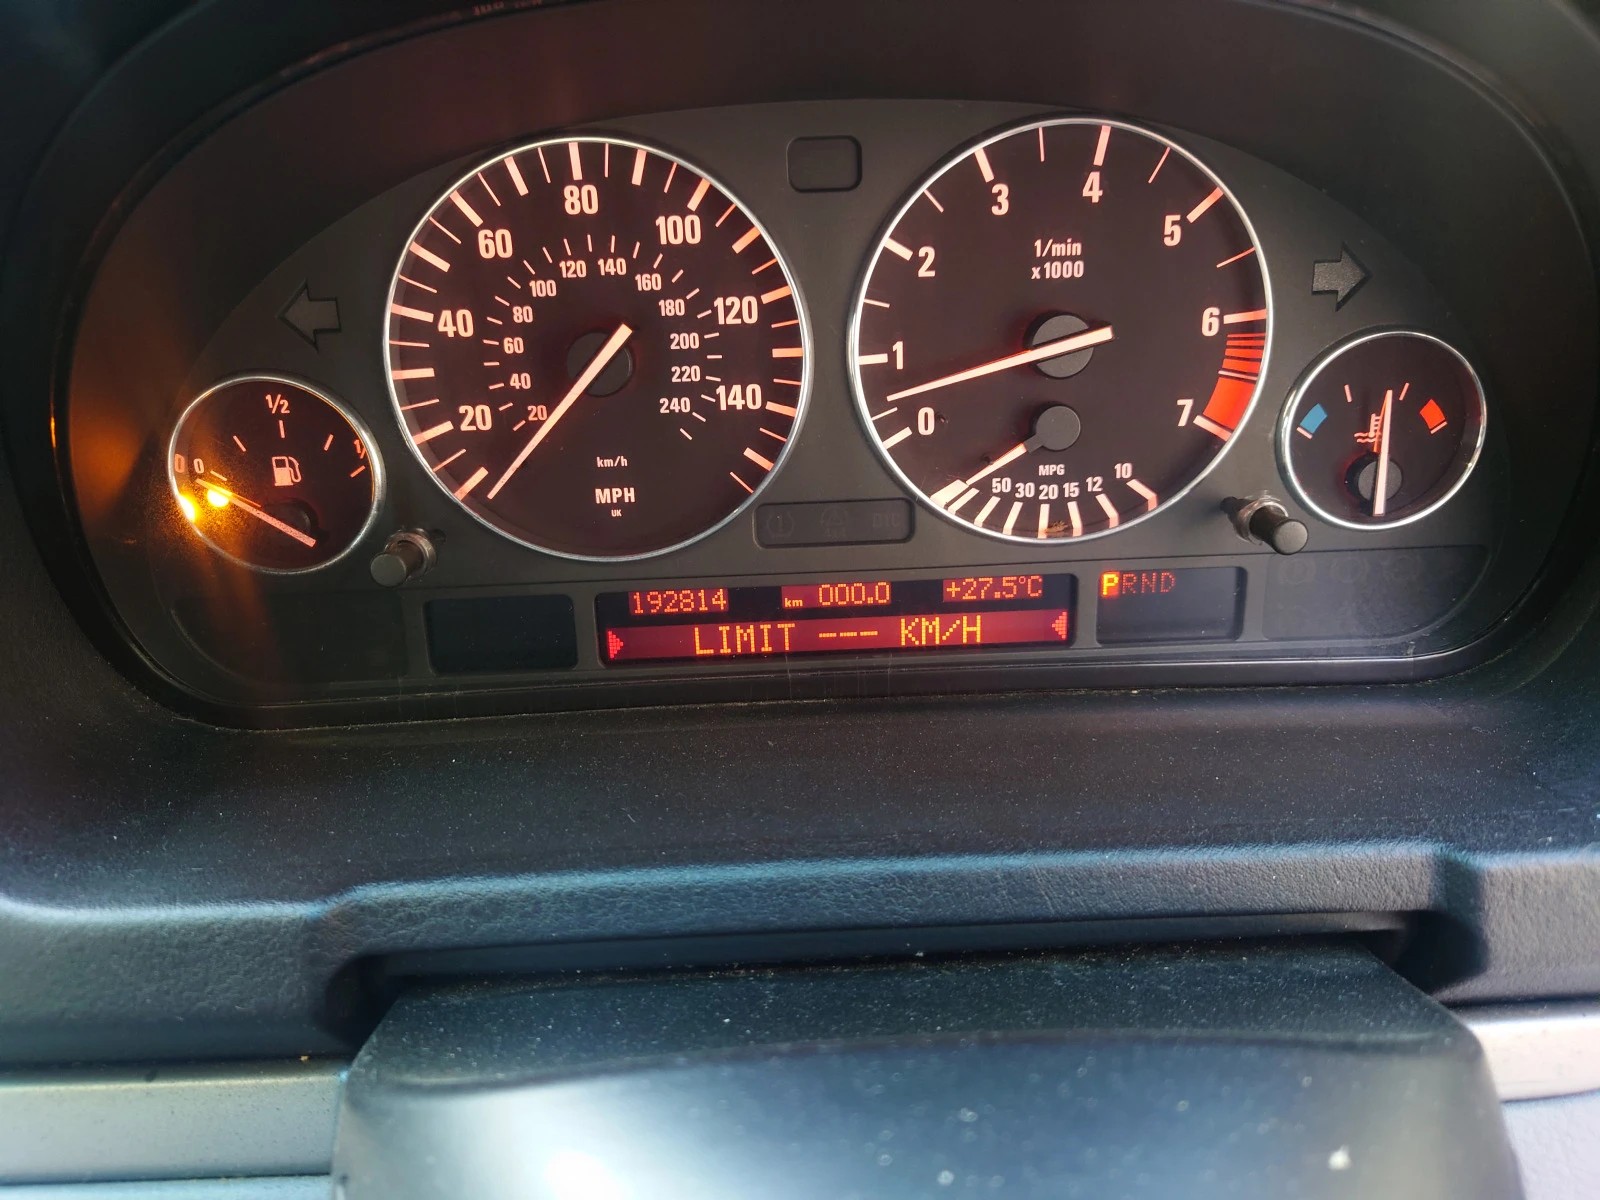 20 40 60 80 100 120 140
20 40 60 80 100 120 140 160 180 200 220 240
km/h
MPH
UK
0 1 2 3 4 5 6 7
1/min
x1000
MPG
50 30 20 15 12 10
0 1/2
192814 km 000.0 +27.5°C
LIMIT --- KM/H
PRND